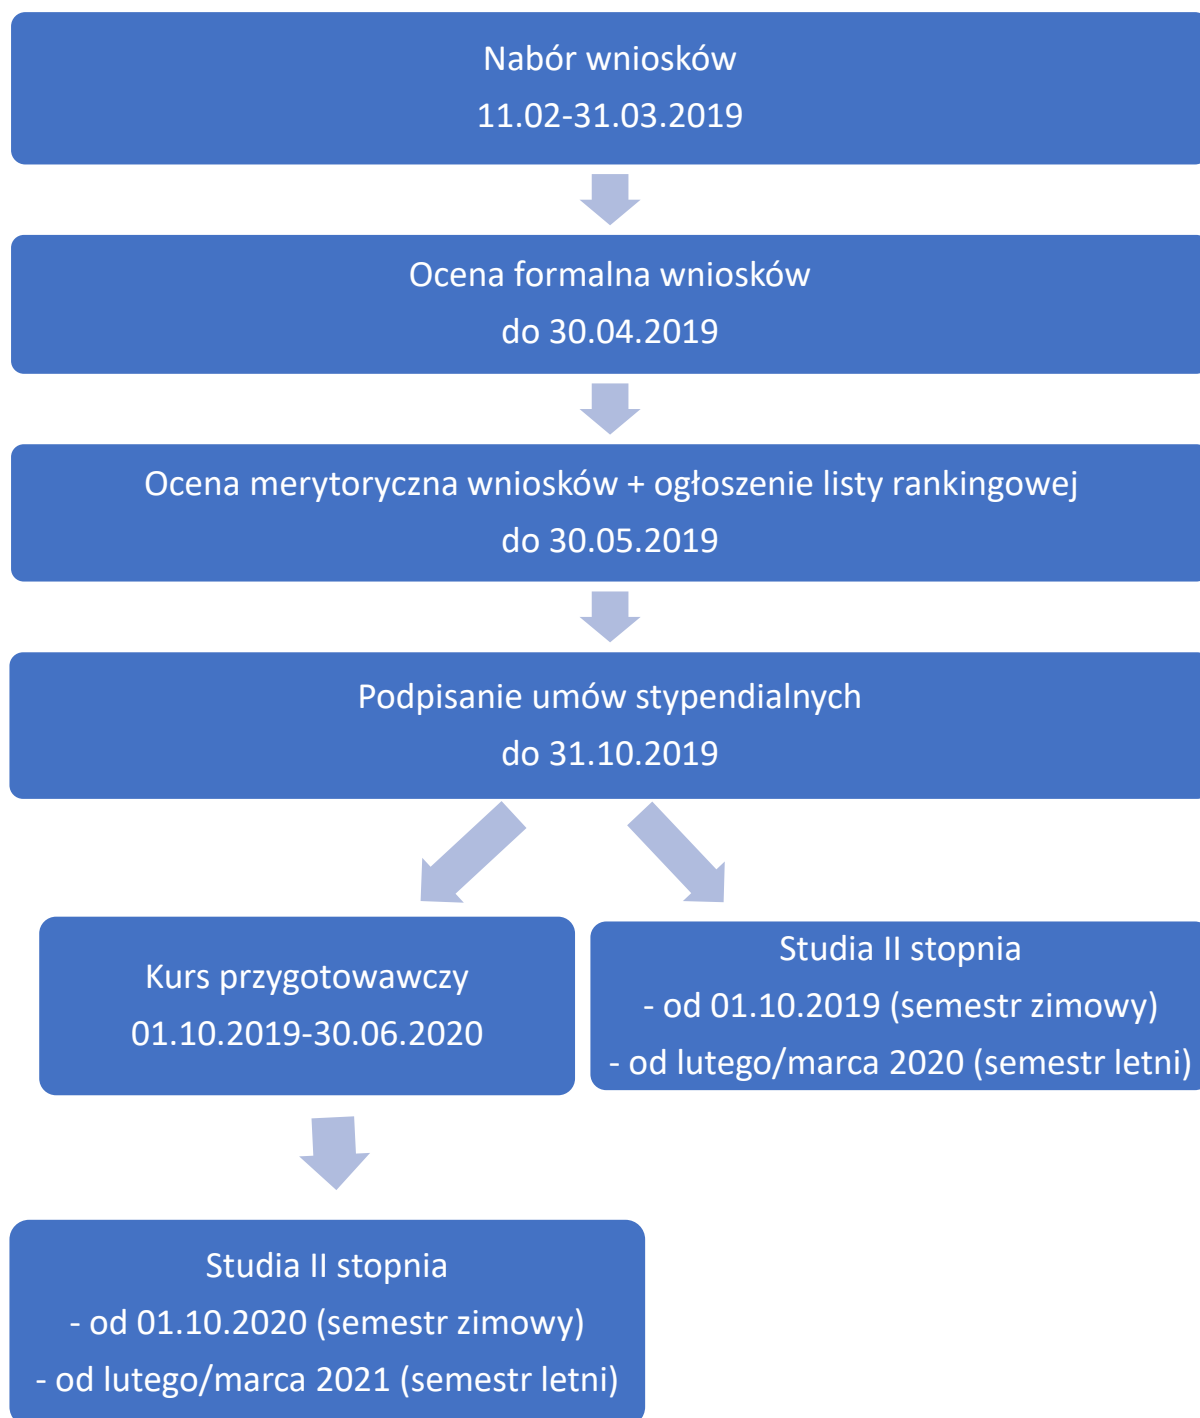 Nabór wniosków
11.02-31.03.2019
Ocena formalna wniosków
do 30.04.2019
Ocena merytoryczna wniosków + ogłoszenie listy rankingowej
do 30.05.2019
Podpisanie umów stypendialnych
do 31.10.2019
Kurs przygotowawczy
01.10.2019-30.06.2020
Studia II stopnia
- od 01.10.2019 (semestr zimowy)
- od lutego/marca 2020 (semestr letni)
Studia II stopnia
- od 01.10.2020 (semestr zimowy)
- od lutego/marca 2021 (semestr letni)